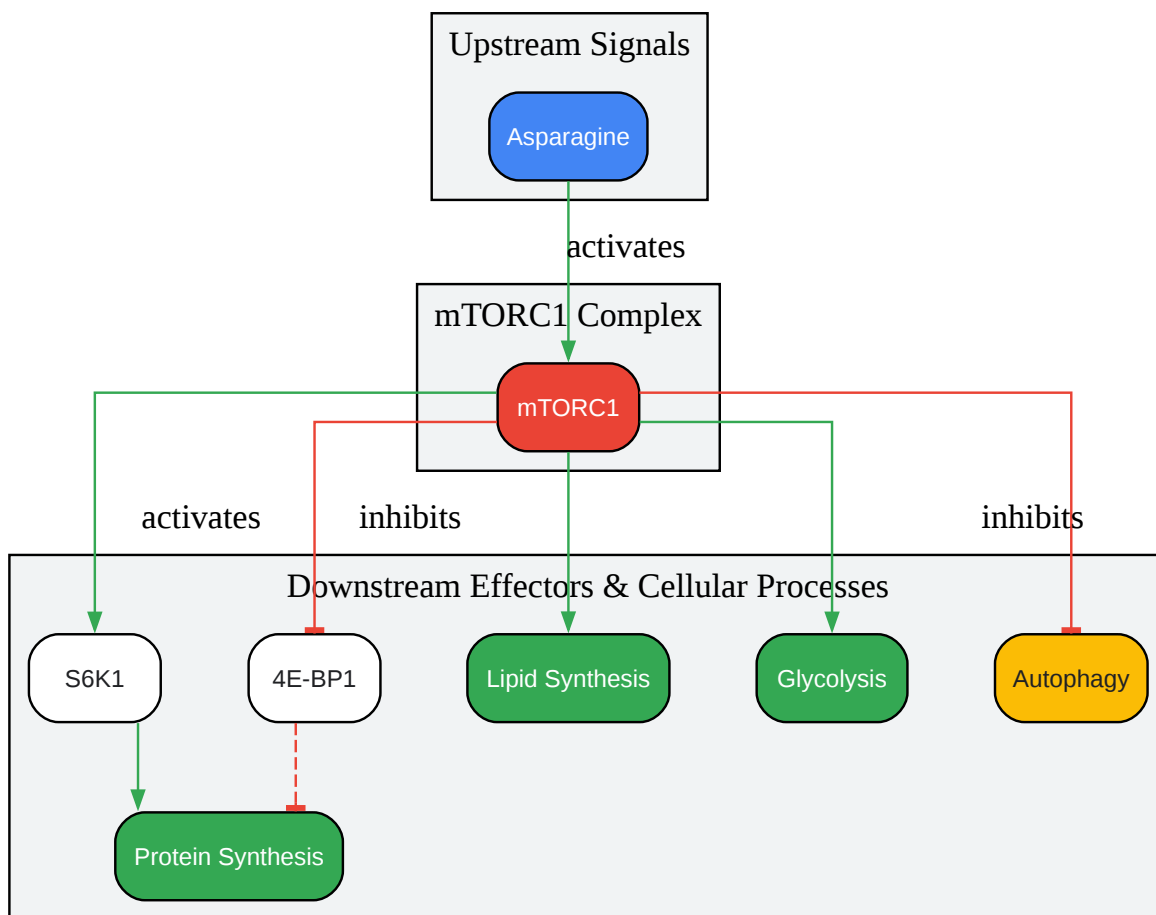 Upstream Signals
Asparagine
activates
mTORC1 Complex
mTORC1
activates
inhibits
inhibits
Downstream Effectors & Cellular Processes
S6K1
4E-BP1
Lipid Synthesis
Glycolysis
Autophagy
Protein Synthesis